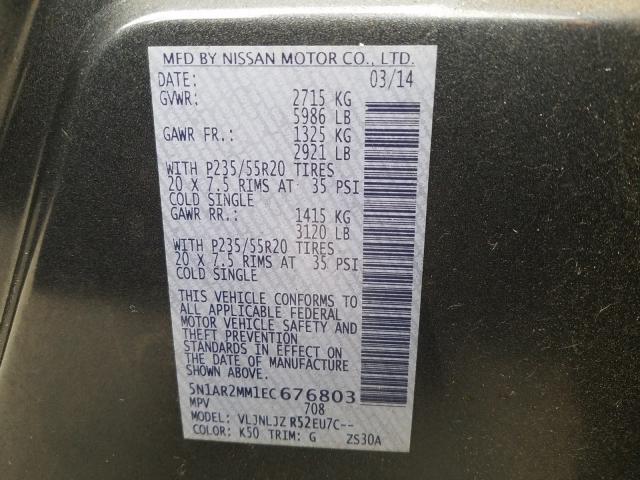 MFD BY NISSAN MOTOR CO., LTD.
DATE: 03/14
GVWR: 2715 KG
5986 LB
GAWR FR.: 1325 KG
2921 LB
WITH P235/55R20 TIRES
20 X 7.5 RIMS AT 35 PSI
COLD SINGLE
GAWR RR.: 1415 KG
3120 LB
WITH P235/55R20 TIRES
20 X 7.5 RIMS AT 35 PSI
COLD SINGLE
THIS VEHICLE CONFORMS TO
ALL APPLICABLE FEDERAL
MOTOR VEHICLE SAFETY AND
THEFT PREVENTION
STANDARDS IN EFFECT ON
THE DATE OF MANUFACTURE
SHOWN ABOVE.
5N1AR2MM1EC676803
MPV 708
MODEL: VLJNLJZ R52EU7C--
COLOR: K50 TRIM: G ZS30A